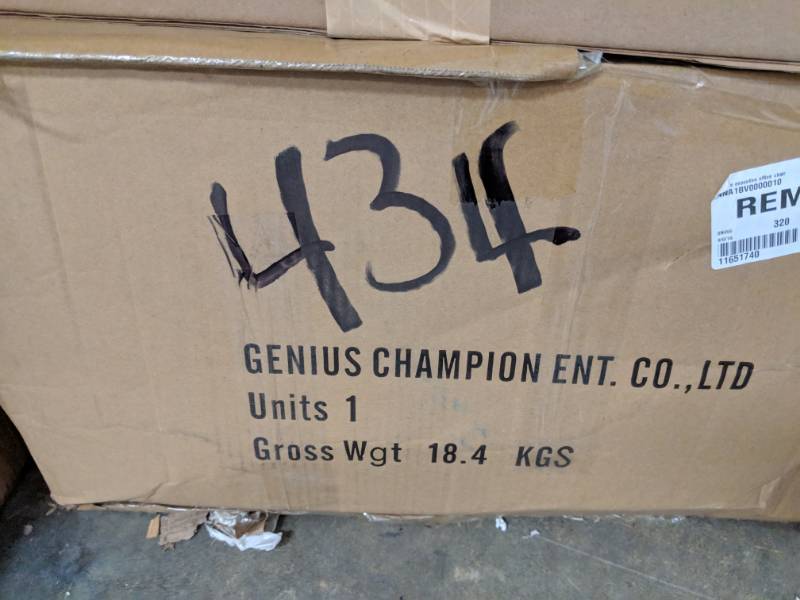 434
GENIUS CHAMPION ENT. CO.,LTD
Units 1
Gross Wgt 18.4 KGS
REM
320
11651740